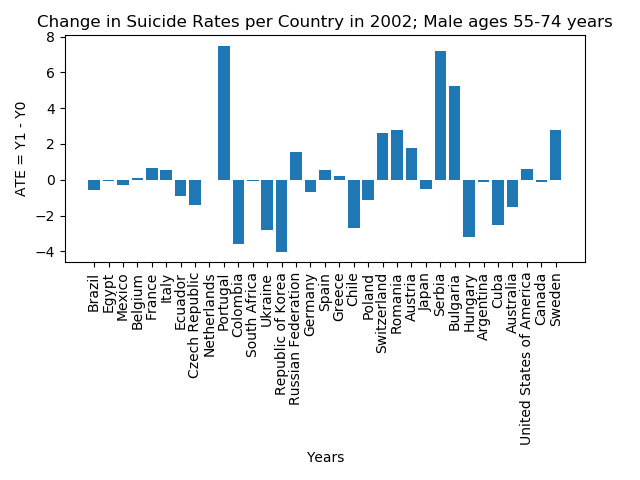 Change in Suicide Rates per Country in 2002; Male ages 55-74 years
ATE = Y1 - Y0
8
6
4
2
0
−2
−4
Brazil
Egypt
Mexico
Belgium
France
Italy
Ecuador
Czech Republic
Netherlands
Portugal
Colombia
South Africa
Ukraine
Republic of Korea
Russian Federation
Germany
Spain
Greece
Chile
Poland
Switzerland
Romania
Austria
Japan
Serbia
Bulgaria
Hungary
Argentina
Cuba
Australia
United States of America
Canada
Sweden
Years